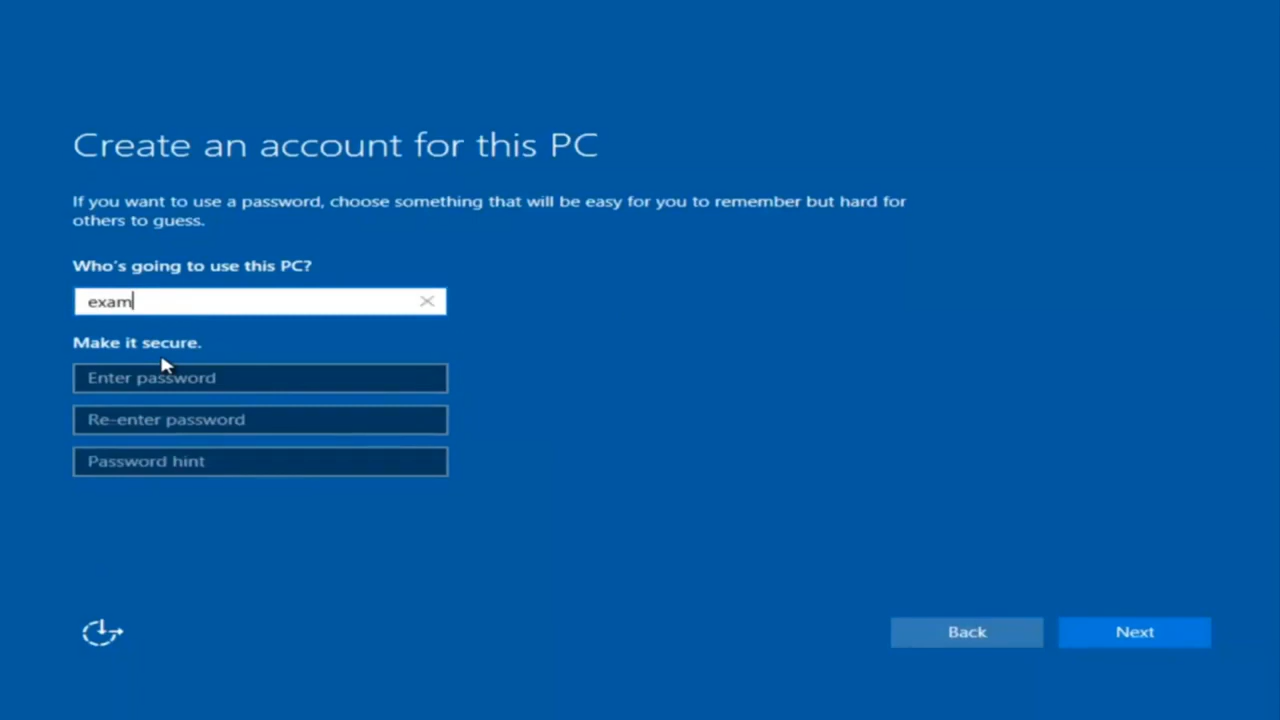 Create an account for this PC
If you want to use a password, choose something that will be easy for you to remember but hard for
others to guess.
Who's going to use this PC?
exam
Make it secure.
Enter password
Re-enter password
Password hint
Back
Next